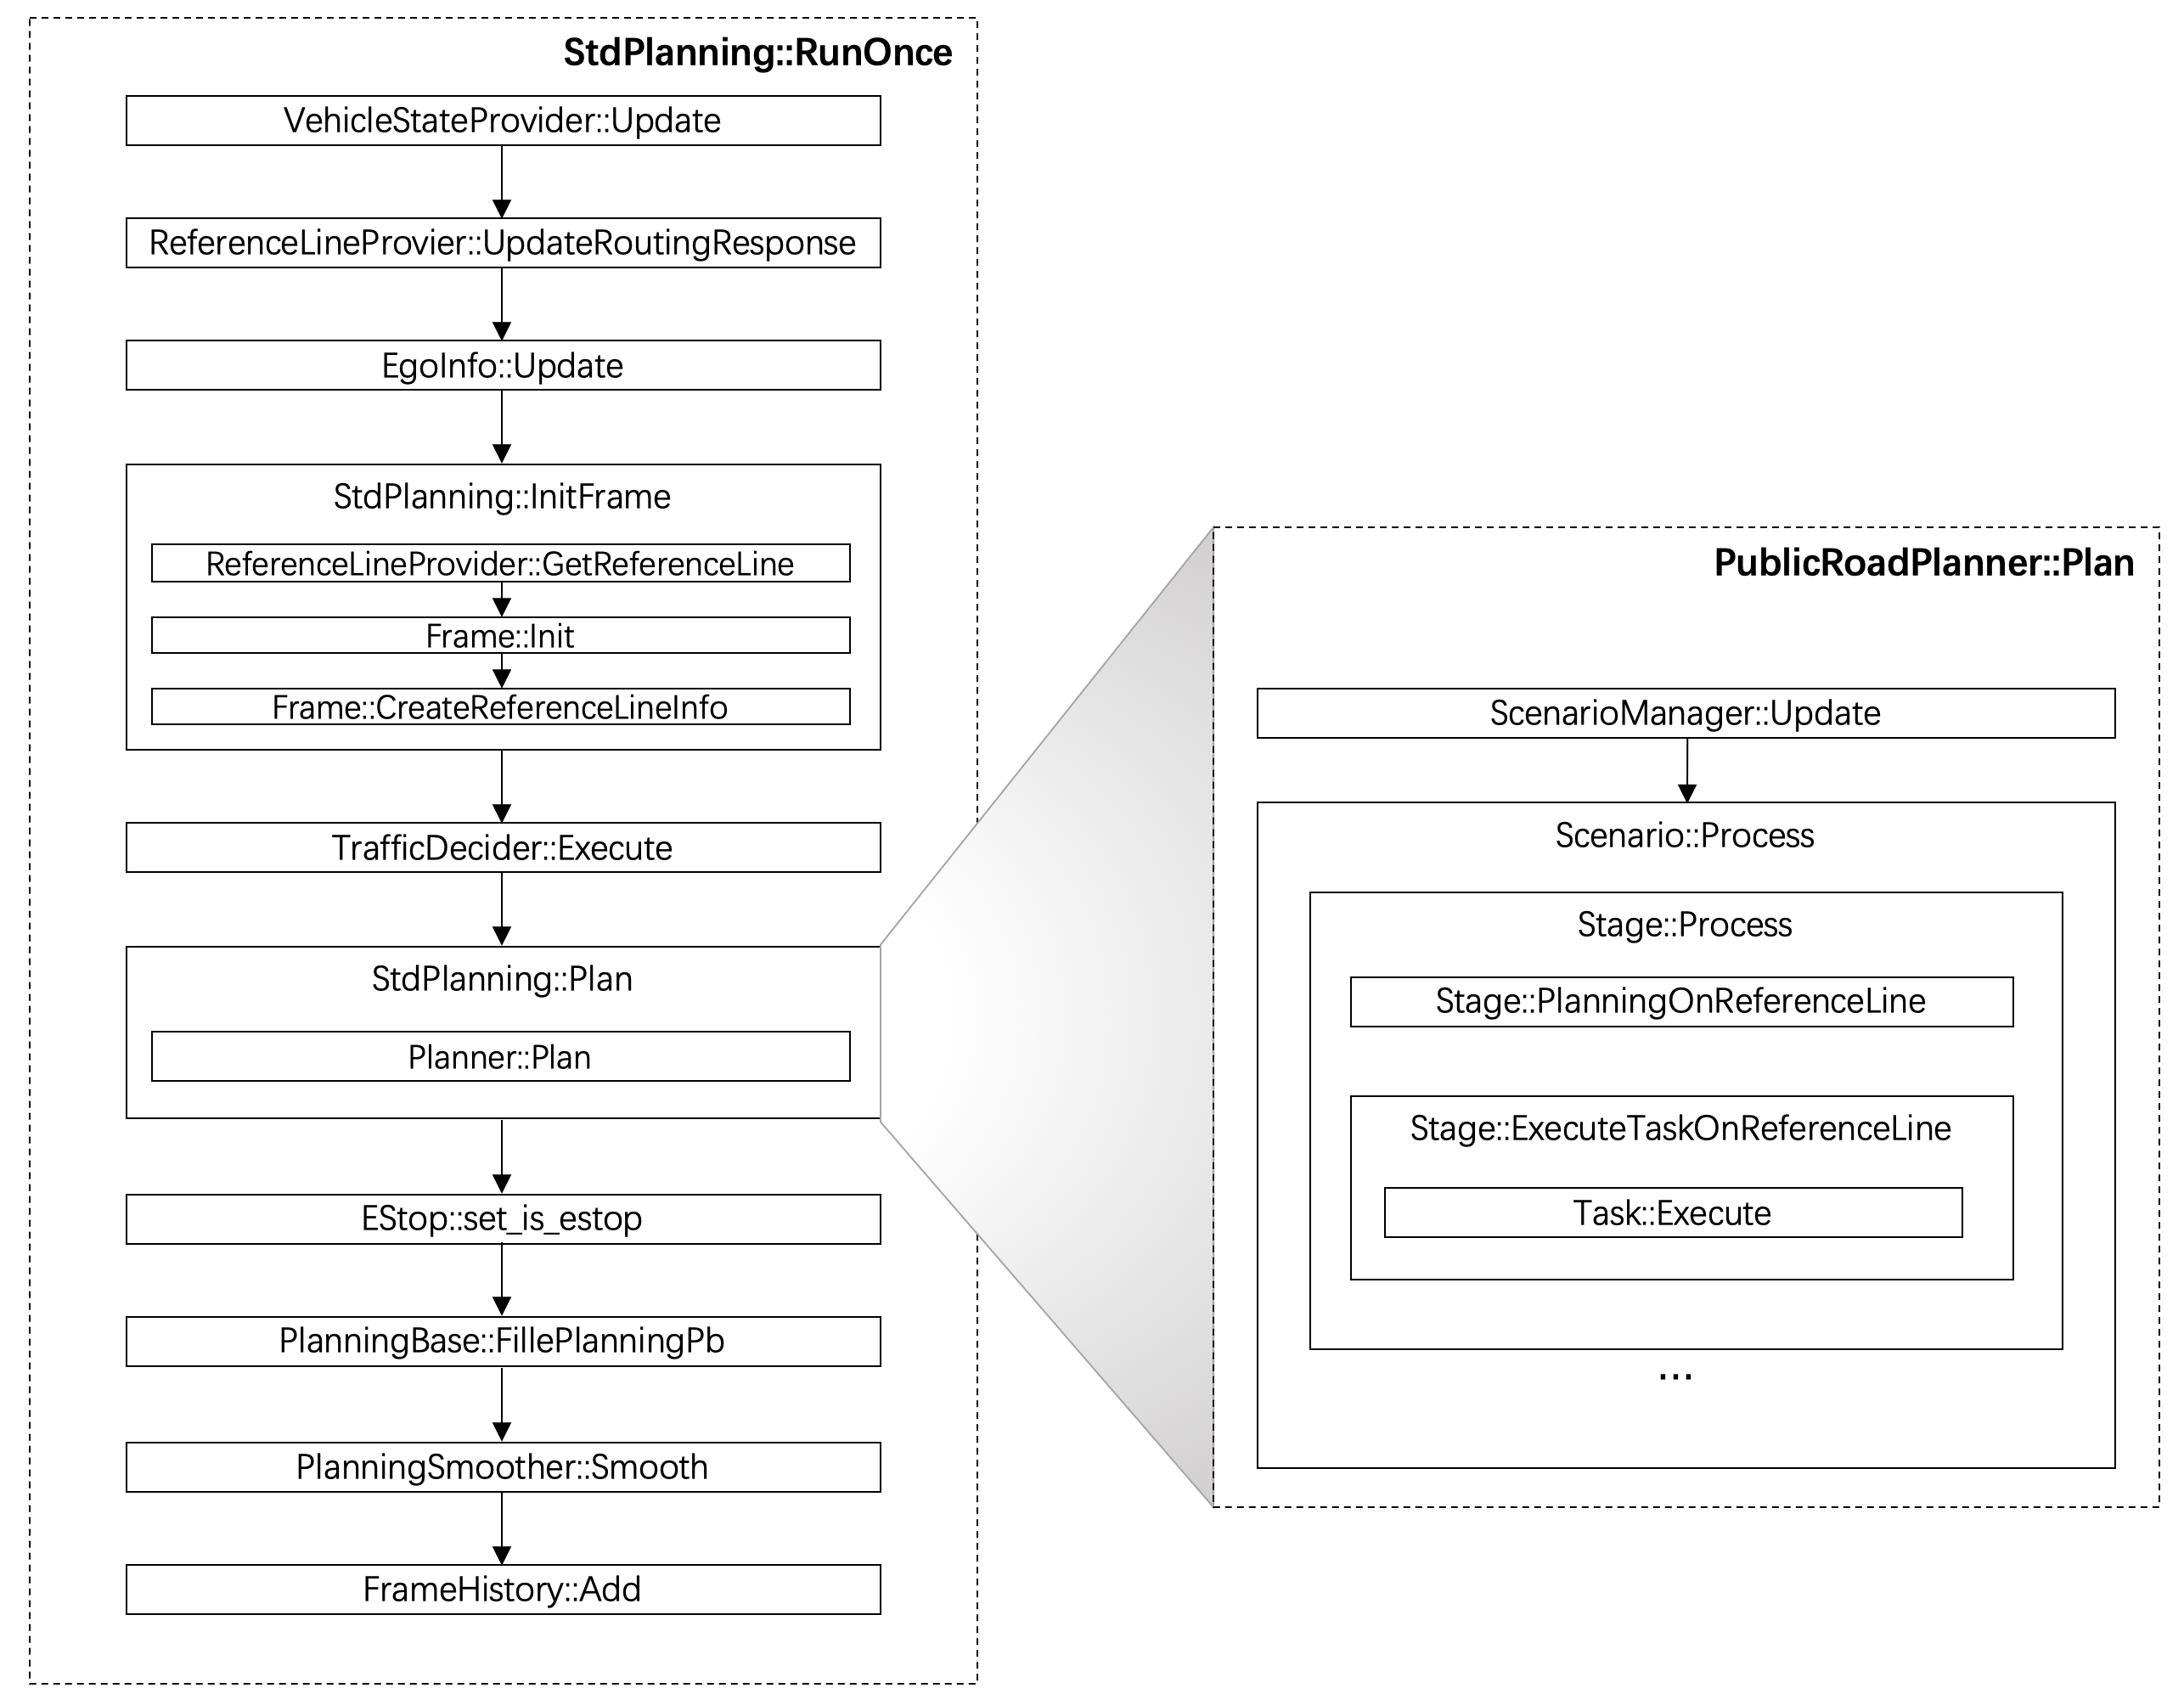 StdPlanning::RunOnce
VehicleStateProvider::Update
ReferenceLineProvier::UpdateRoutingResponse
EgoInfo::Update
StdPlanning::InitFrame
ReferenceLineProvider::GetReferenceLine
Frame::Init
Frame::CreateReferenceLineInfo
TrafficDecider::Execute
StdPlanning::Plan
Planner::Plan
EStop::set_is_estop
PlanningBase::FillePlanningPb
PlanningSmoother::Smooth
FrameHistory::Add
PublicRoadPlanner::Plan
ScenarioManager::Update
Scenario::Process
Stage::Process
Stage::PlanningOnReferenceLine
Stage::ExecuteTaskOnReferenceLine
Task::Execute
...